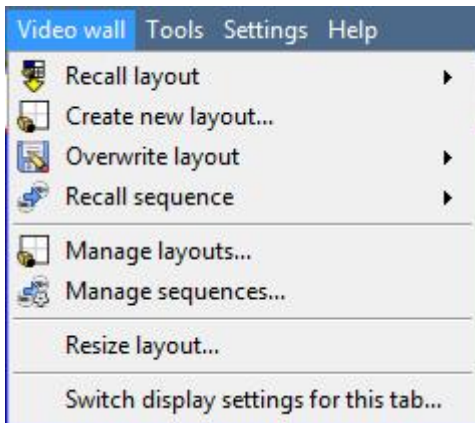 Video wall Tools Settings Help
Recall layout
Create new layout...
Overwrite layout
Recall sequence
Manage layouts...
Manage sequences...
Resize layout...
Switch display settings for this tab...